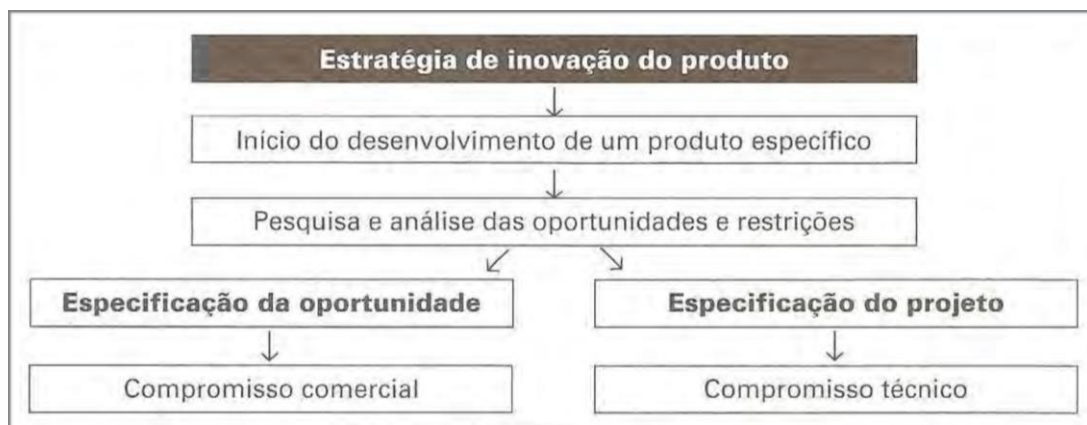 Estratégia de inovação do produto
Início do desenvolvimento de um produto específico
Pesquisa e análise das oportunidades e restrições
Especificação da oportunidade
Especificação do projeto
Compromisso comercial
Compromisso técnico